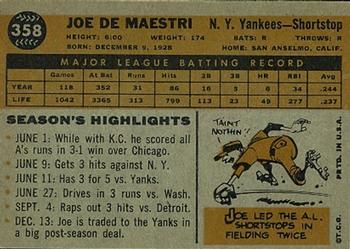 358
JOE DE MAESTRI N. Y. Yankees—Shortstop
HEIGHT: 6:00 WEIGHT: 174 BATS: R THROWS: R
BORN: DECEMBER 9, 1928 HOME: SAN ANSELMO, CALIF.
MAJOR LEAGUE BATTING RECORD
Games At Bat Runs Hits 2B 3B HR RBI Avg.
YEAR 118 352 31 86 16 5 6 34 .244
LIFE 1042 3365 313 799 113 23 49 277 .237
SEASON'S HIGHLIGHTS
•JUNE 1: While with K.C. he scored all
A's runs in 3-1 win over Chicago.
•JUNE 9: Gets 3 hits against N. Y.
•JUNE 11: Has 3 for 5 vs. Yanks.
•JUNE 27: Drives in 3 runs vs. Wash.
•SEPT. 4: Raps out 3 hits vs. Detroit.
•DEC. 13: Joe is traded to the Yanks in
a big post-season deal.
'TAINT
NOTHIN'!
JOE LED THE A.L.
SHORTSTOPS IN
FIELDING TWICE
©T.C.G. PRTD. IN U.S.A.